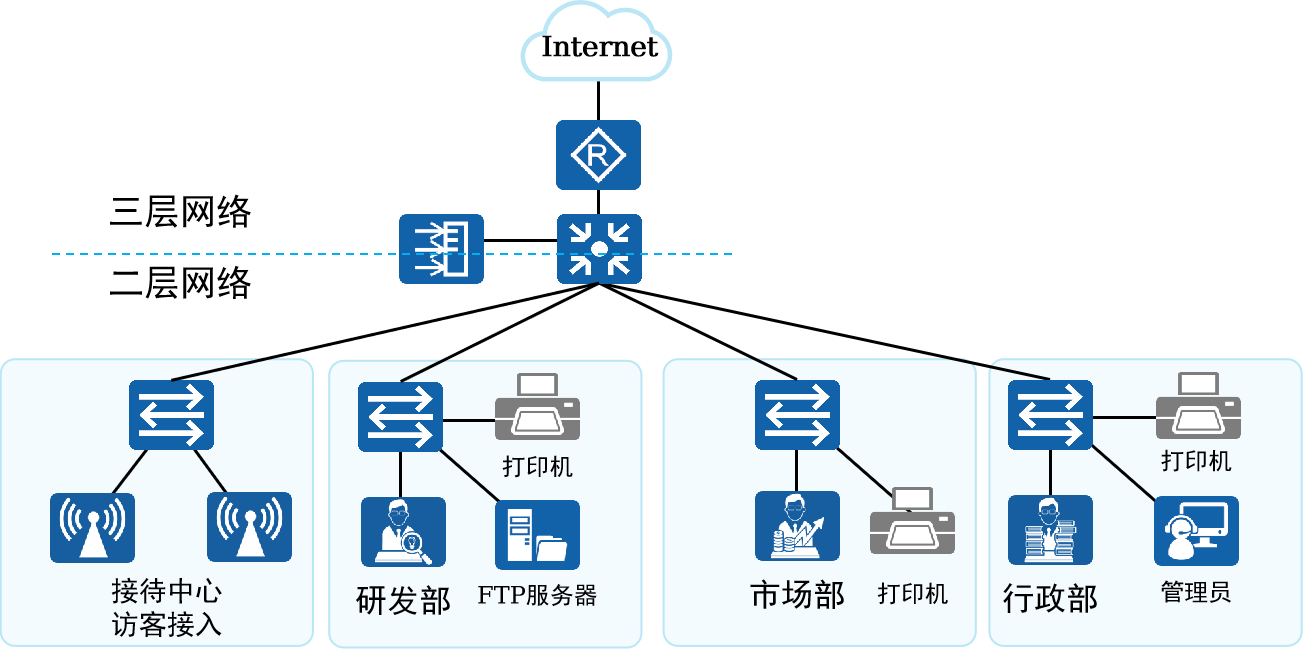 Internet
R
三层网络
二层网络
打印机
打印机
接待中心
访客接入
研发部
FTP服务器
市场部
打印机
行政部
管理员